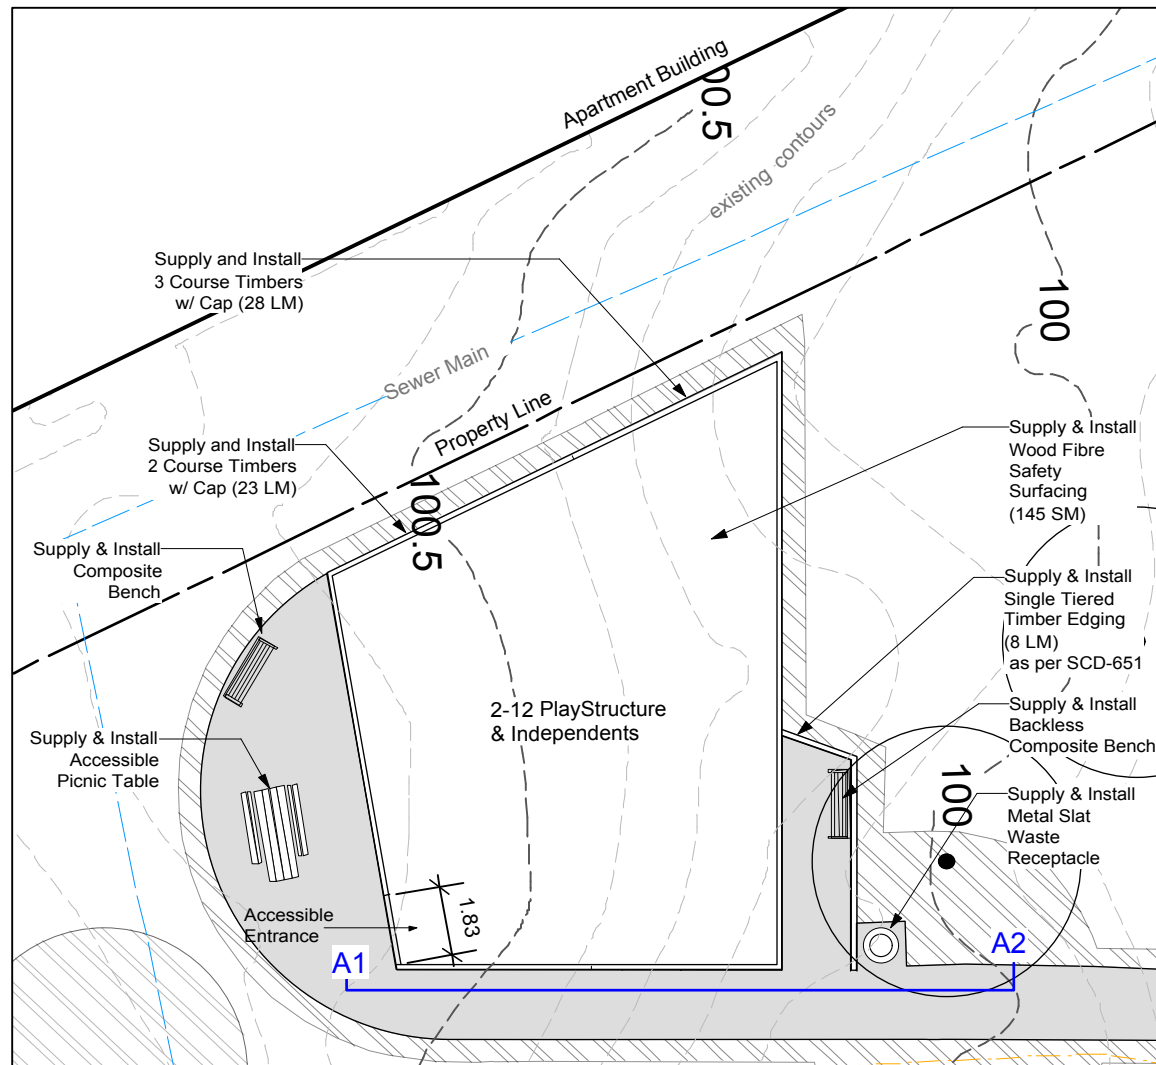 Apartment Building
00.5
existing contours
Supply and Install
3 Course Timbers
w/ Cap (28 LM)
100
Sewer Main
Property Line
Supply and Install
2 Course Timbers
w/ Cap (23 LM)
100.5
Supply & Install
Wood Fibre
Safety
Surfacing
(145 SM)
Supply & Install
Composite
Bench
Supply & Install
Single Tiered
Timber Edging
(8 LM)
as per SCD-651
2-12 PlayStructure
& Independents
Supply & Install
Backless
Composite Bench
Supply & Install
Accessible
Picnic Table
100
Supply & Install
Metal Slat
Waste
Receptacle
1.83
Accessible
Entrance
A1
A2